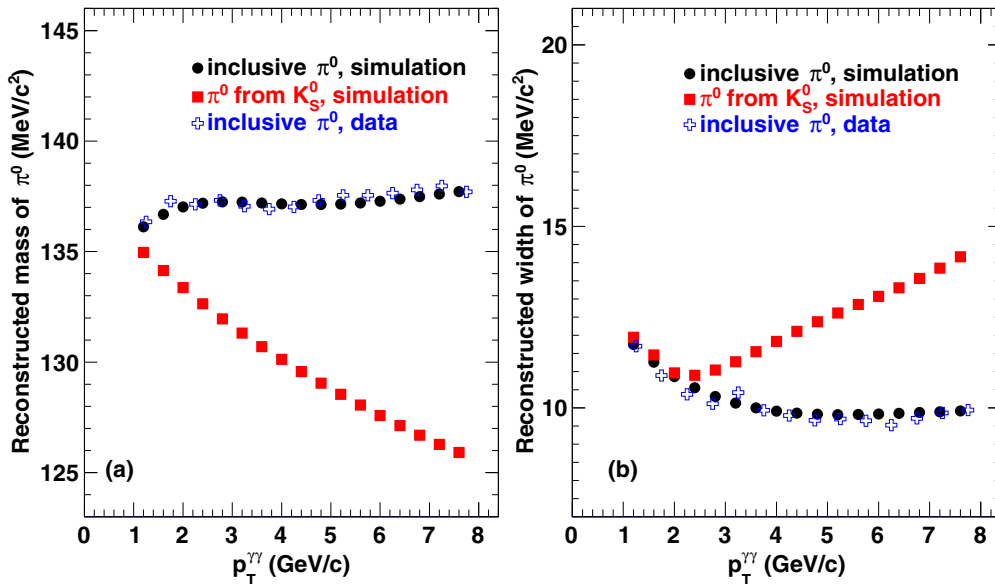 Reconstructed mass of π⁰ (MeV/c²)
145
140
135
130
125
inclusive π⁰, simulation
π⁰ from K⁰_S, simulation
inclusive π⁰, data
(a)
0 1 2 3 4 5 6 7 8
p_T^γγ (GeV/c)
Reconstructed width of π⁰ (MeV/c²)
20
15
10
inclusive π⁰, simulation
π⁰ from K⁰_S, simulation
inclusive π⁰, data
(b)
0 1 2 3 4 5 6 7 8
p_T^γγ (GeV/c)